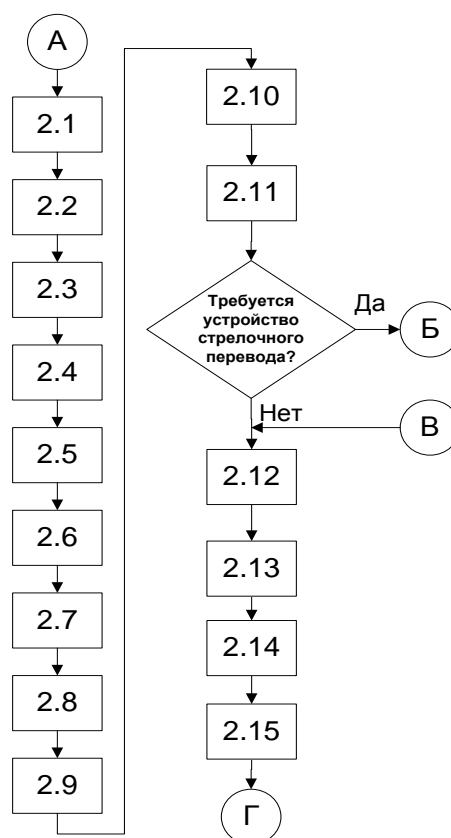 А
2.1
2.2
2.3
2.4
2.5
2.6
2.7
2.8
2.9
2.10
2.11
Требуется
устройство
стрелочного
перевода?
Да
Б
Нет
В
2.12
2.13
2.14
2.15
Г